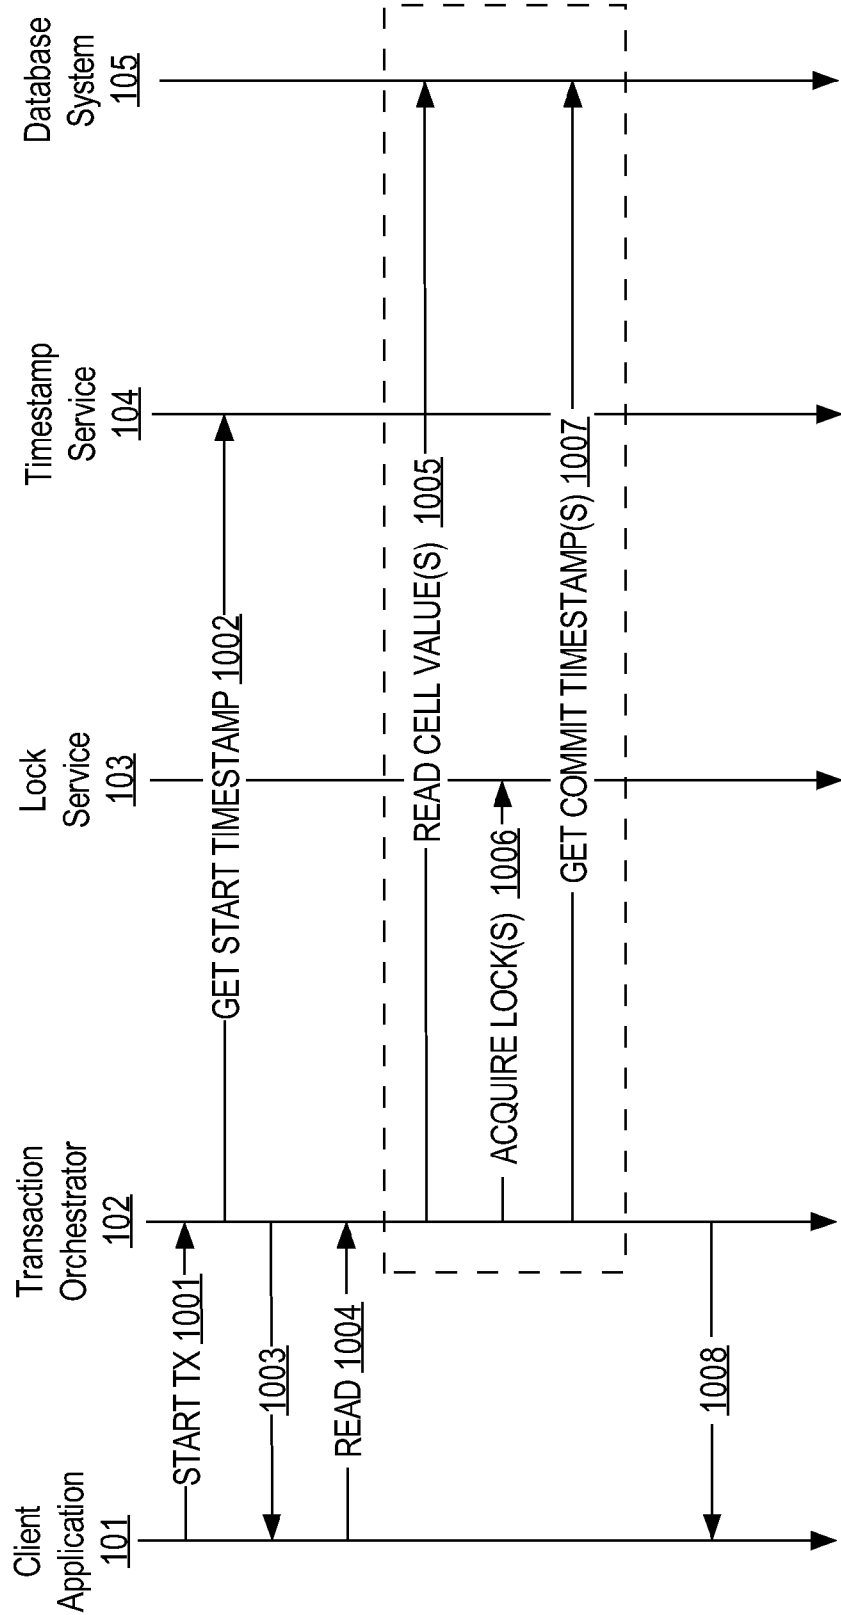 Client
Application
101
Transaction
Orchestrator
102
Lock
Service
103
Timestamp
Service
104
Database
System
105
START TX 1001
GET START TIMESTAMP 1002
1003
READ 1004
READ CELL VALUE(S) 1005
ACQUIRE LOCK(S) 1006
GET COMMIT TIMESTAMP(S) 1007
1008